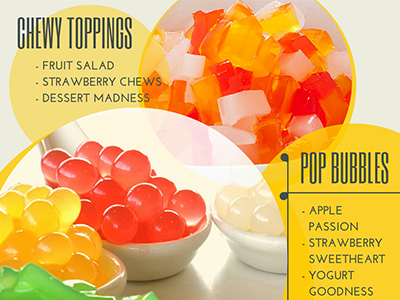 CHEWY TOPPINGS
- FRUIT SALAD
- STRAWBERRY CHEWS
- DESSERT MADNESS
POP BUBBLES
- APPLE
PASSION
- STRAWBERRY
SWEETHEART
- YOGURT
GOODNESS